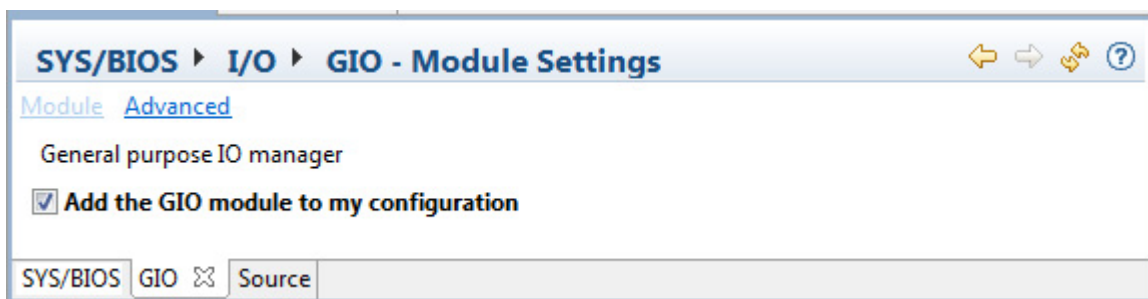 SYS/BIOS ▸ I/O ▸ GIO - Module Settings
Module Advanced
General purpose IO manager
Add the GIO module to my configuration
SYS/BIOS GIO Source